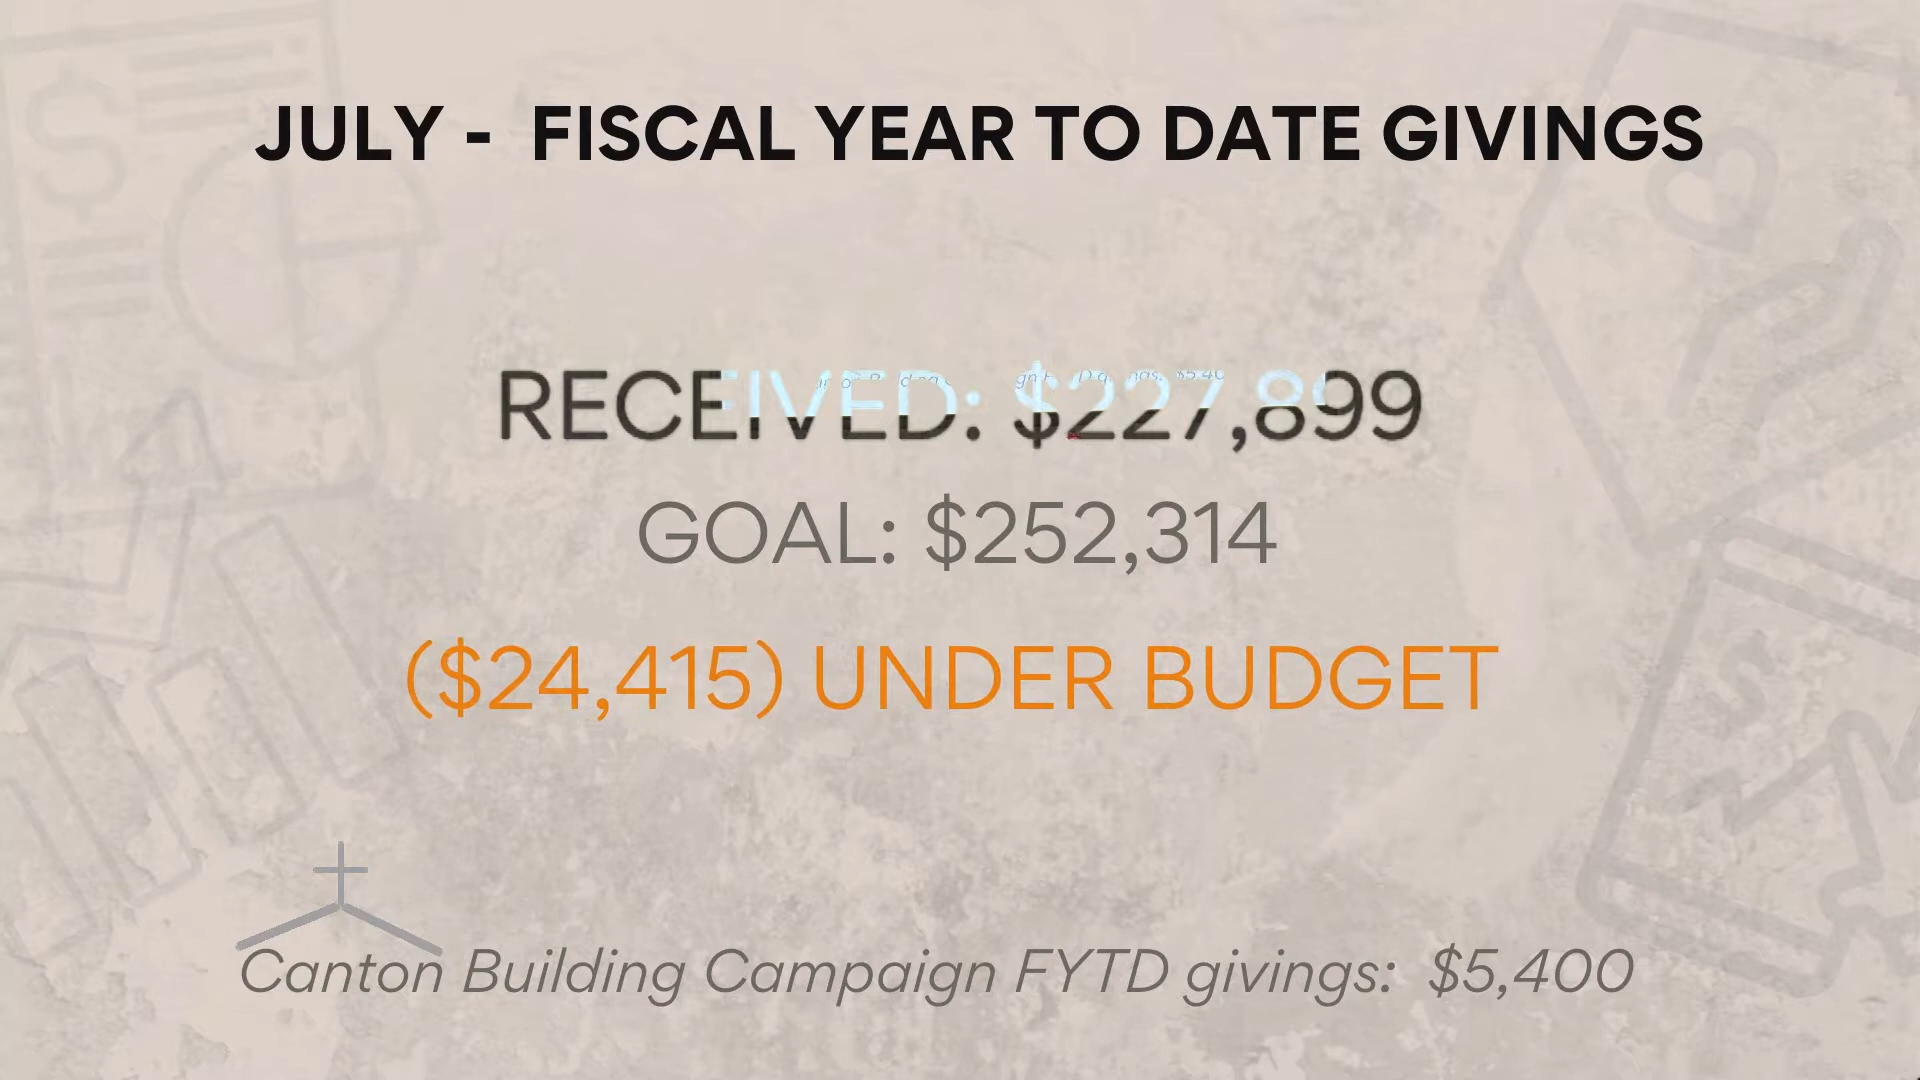 JULY - FISCAL YEAR TO DATE GIVINGS
RECEIVED: $227,899
GOAL: $252,314
($24,415) UNDER BUDGET
Canton Building Campaign FYTD givings: $5,400